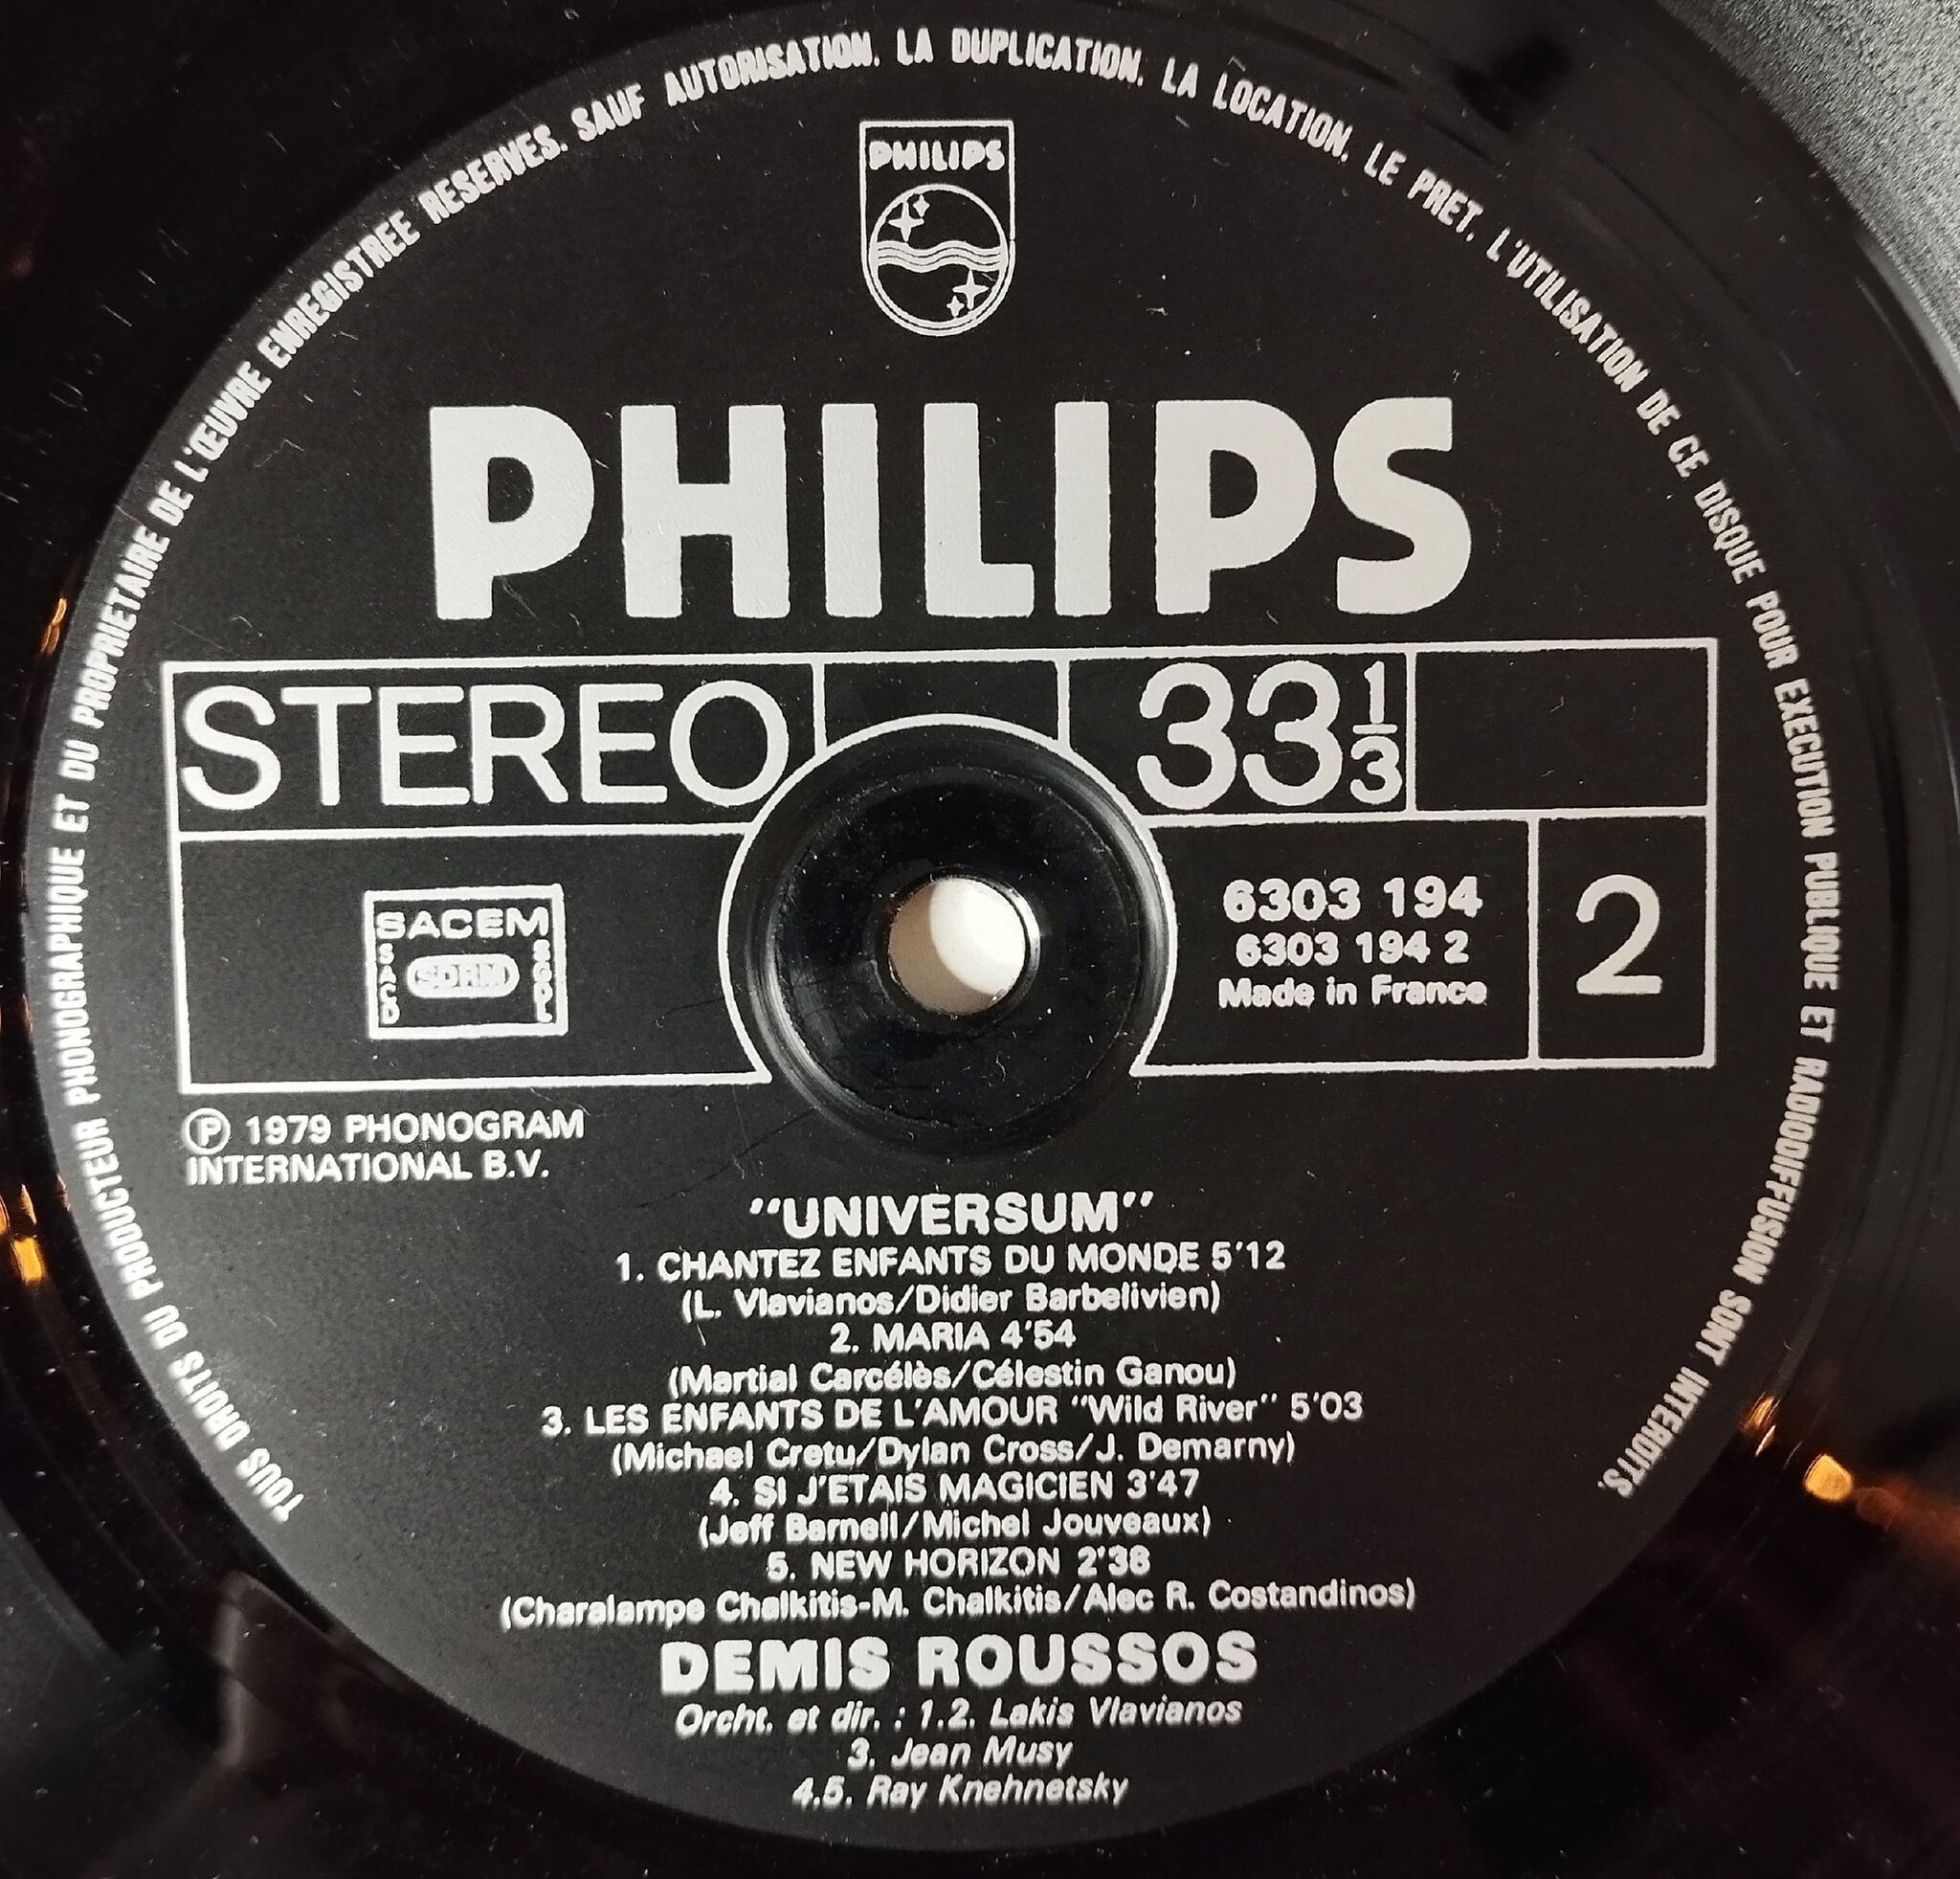 TOUS DROITS DU PRODUCTEUR PHONOGRAPHIQUE ET DU PROPRIETAIRE DE L'ŒUVRE ENREGISTREE RESERVES. SAUF AUTORISATION, LA DUPLICATION, LA LOCATION, LE PRET, L'UTILISATION DE CE DISQUE POUR EXECUTION PUBLIQUE ET RADIODIFFUSION SONT INTERDITS.
PHILIPS
PHILIPS
STEREO
33 1/3
SACEM
SACD
SDRM
SGDL
6303 194
6303 194 2
Made in France
2
Ⓟ 1979 PHONOGRAM
INTERNATIONAL B.V.
"UNIVERSUM"
1. CHANTEZ ENFANTS DU MONDE 5'12
(L. Vlavianos/Didier Barbelivien)
2. MARIA 4'54
(Martial Carcélès/Célestin Ganou)
3. LES ENFANTS DE L'AMOUR "Wild River" 5'03
(Michael Cretu/Dylan Cross/J. Demarny)
4. SI J'ETAIS MAGICIEN 3'47
(Jeff Barnell/Michel Jouveaux)
5. NEW HORIZON 2'38
(Charalampe Chalkitis-M. Chalkitis/Alec R. Costandinos)
DEMIS ROUSSOS
Orcht. et dir. : 1.2. Lakis Vlavianos
3. Jean Musy
4.5. Ray Knehnetsky